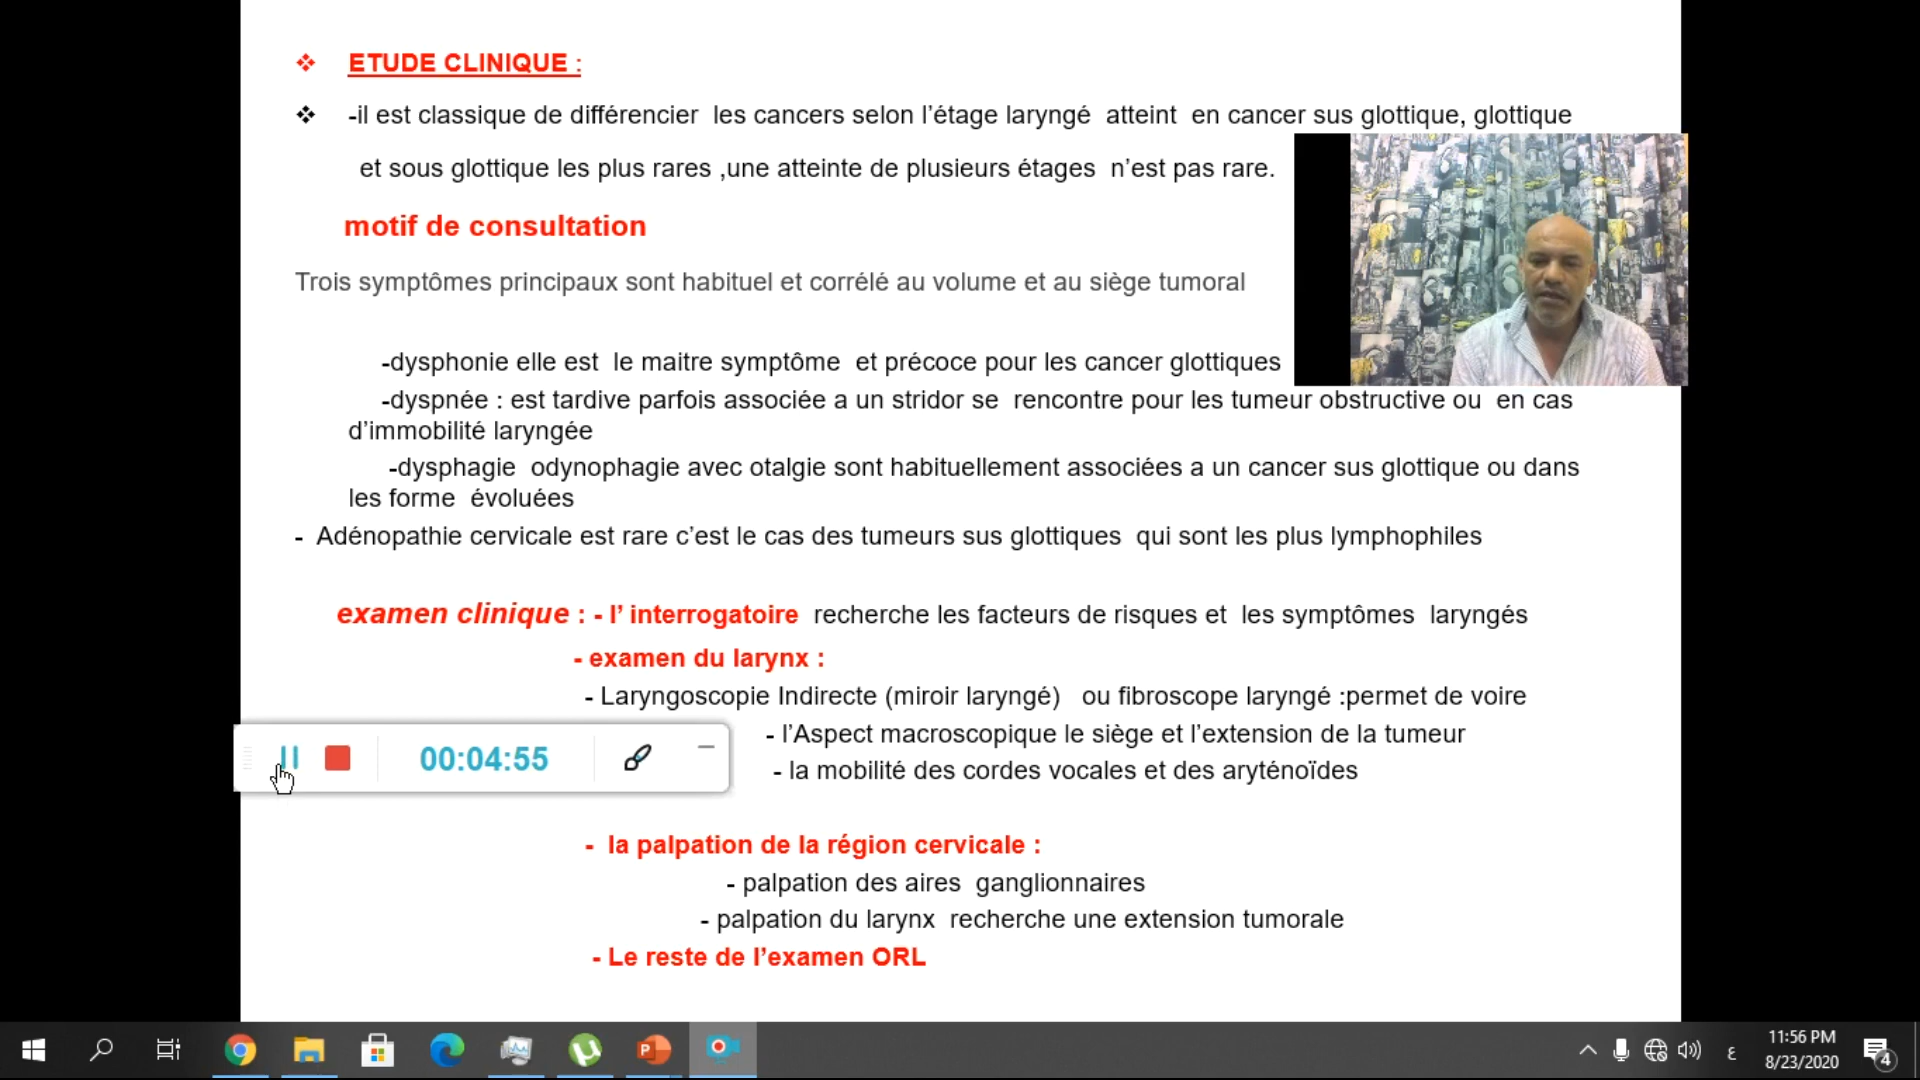 ❖ ETUDE CLINIQUE :
❖ -il est classique de différencier les cancers selon l’étage laryngé atteint en cancer sus glottique, glottique
et sous glottique les plus rares ,une atteinte de plusieurs étages n’est pas rare.
motif de consultation
Trois symptômes principaux sont habituel et corrélé au volume et au siège tumoral
-dysphonie elle est le maitre symptôme et précoce pour les cancer glottiques
-dyspnée : est tardive parfois associée a un stridor se rencontre pour les tumeur obstructive ou en cas
d’immobilité laryngée
-dysphagie odynophagie avec otalgie sont habituellement associées a un cancer sus glottique ou dans
les forme évoluées
- Adénopathie cervicale est rare c’est le cas des tumeurs sus glottiques qui sont les plus lymphophiles
examen clinique : - l’ interrogatoire recherche les facteurs de risques et les symptômes laryngés
- examen du larynx :
- Laryngoscopie Indirecte (miroir laryngé) ou fibroscope laryngé :permet de voire
- l’Aspect macroscopique le siège et l’extension de la tumeur
00:04:55
- la mobilité des cordes vocales et des aryténoïdes
- la palpation de la région cervicale :
- palpation des aires ganglionnaires
- palpation du larynx recherche une extension tumorale
- Le reste de l’examen ORL
ع
11:56 PM
8/23/2020
4